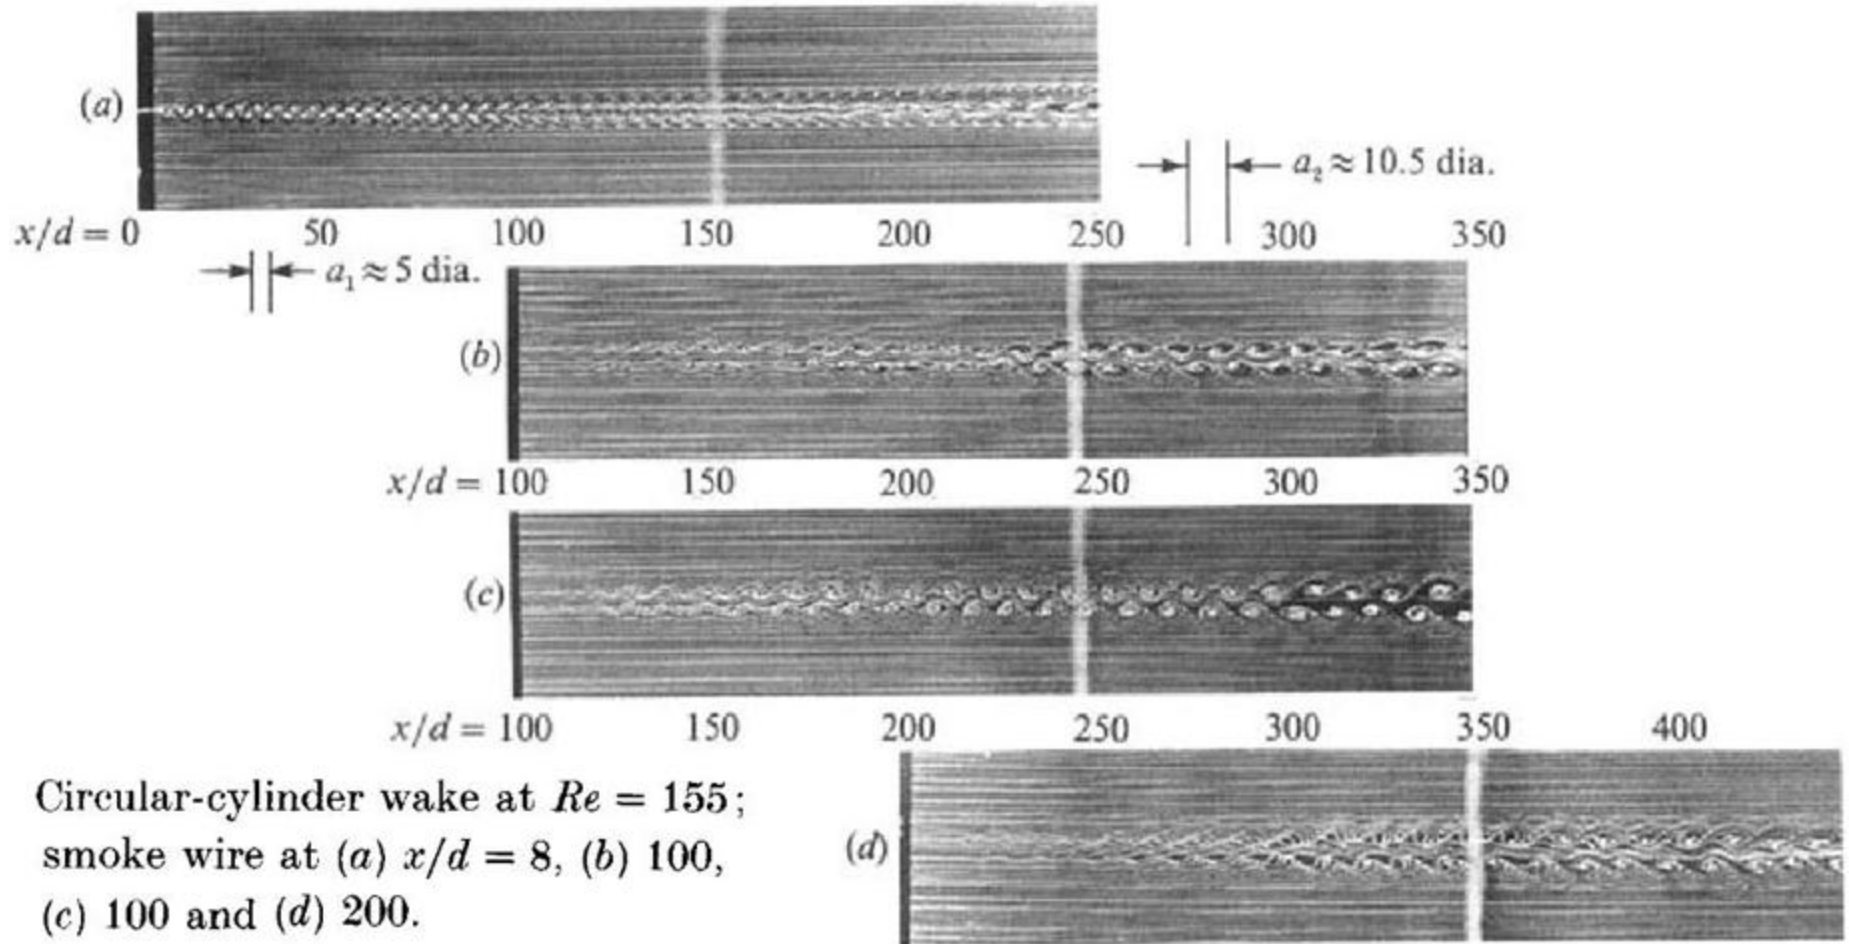 (a)
a₂ ≈ 10.5 dia.
x/d = 0 50 100 150 200 250 300 350
a₁ ≈ 5 dia.
(b)
x/d = 100 150 200 250 300 350
(c)
x/d = 100 150 200 250 300 350 400
Circular-cylinder wake at Re = 155;
smoke wire at (a) x/d = 8, (b) 100,
(c) 100 and (d) 200.
(d)